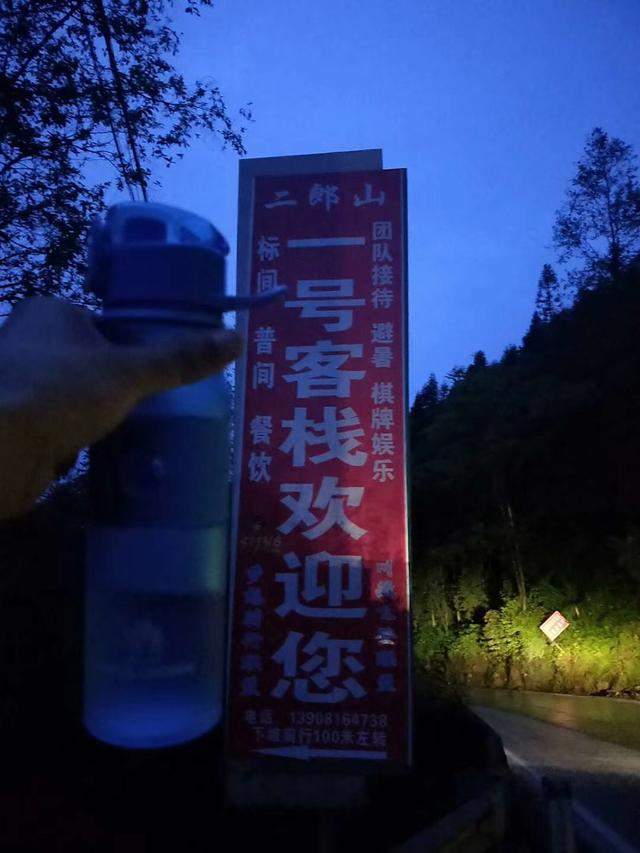 二郎山
一号客栈欢迎您
团队接待 避暑 棋牌娱乐
标间 普间 餐饮
电话 13908164738
下坡前行100米左转